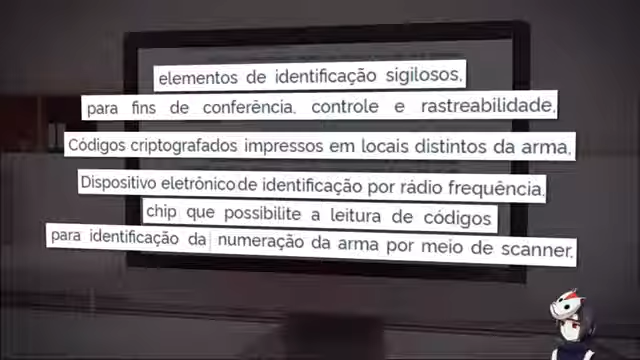 elementos de identificação sigilosos,
para fins de conferência, controle e rastreabilidade,
Códigos criptografados impressos em locais distintos da arma,
Dispositivo eletrônico de identificação por rádio frequência,
chip que possibilite a leitura de códigos
para identificação da numeração da arma por meio de scanner,